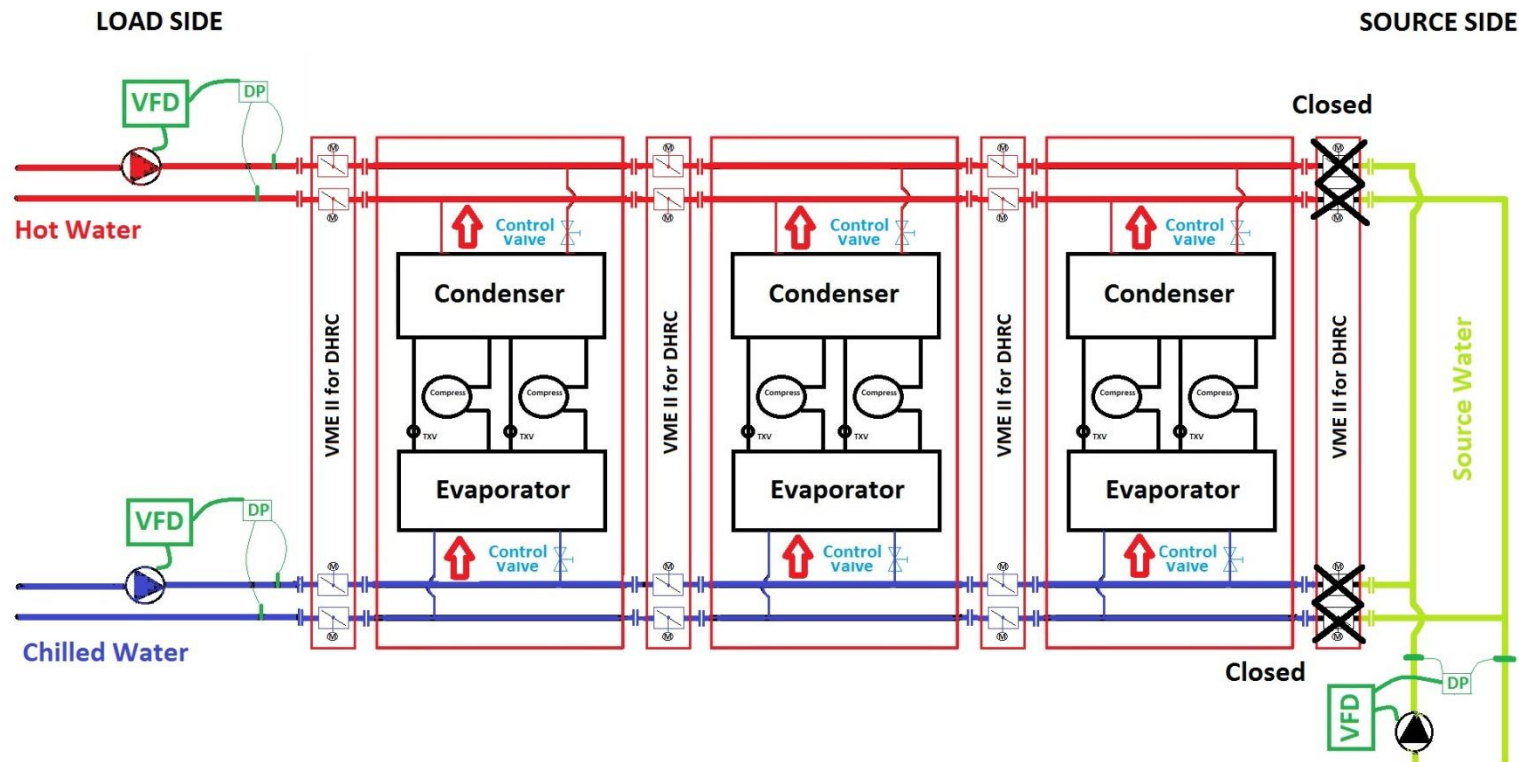 LOAD SIDE
SOURCE SIDE
VFD
DP
Closed
M
M
M
M
M
M
M
M
Hot Water
Control
valve
Control
valve
Control
valve
VME II for DHRC
Condenser
VME II for DHRC
Condenser
VME II for DHRC
Condenser
VME II for DHRC
Source Water
Compress
Compress
Compress
Compress
Compress
Compress
TXV
TXV
TXV
TXV
TXV
TXV
Evaporator
Evaporator
Evaporator
VFD
DP
Control
valve
Control
valve
Control
valve
M
M
M
M
M
M
M
M
Chilled Water
Closed
DP
VFD